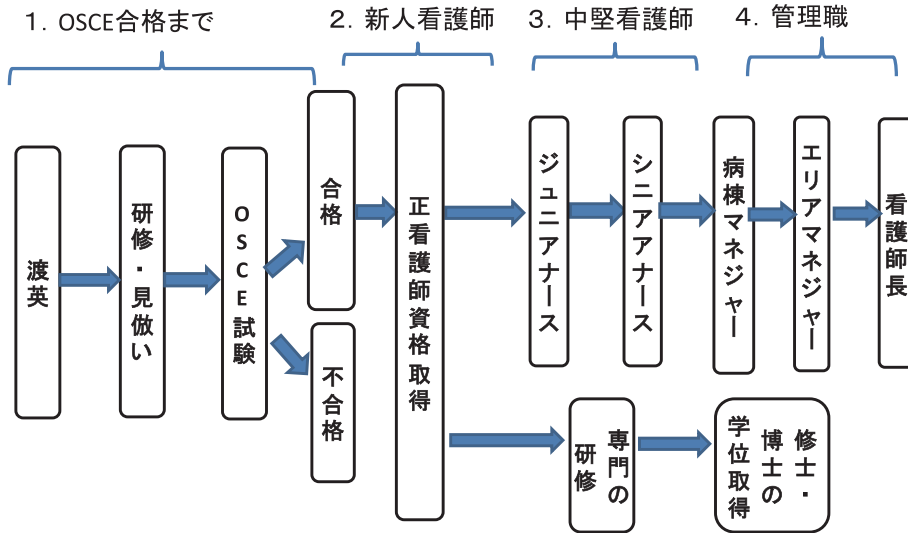 1．OSCE合格まで
2．新人看護師
3．中堅看護師
4．管理職
渡英
研修・見倣い
OSCE試験
合格
不合格
正看護師資格取得
ジュニアナース
シニアアナース
病棟マネジャー
エリアマネジャー
看護師長
専門の
研修
修士・
博士の
学位取得